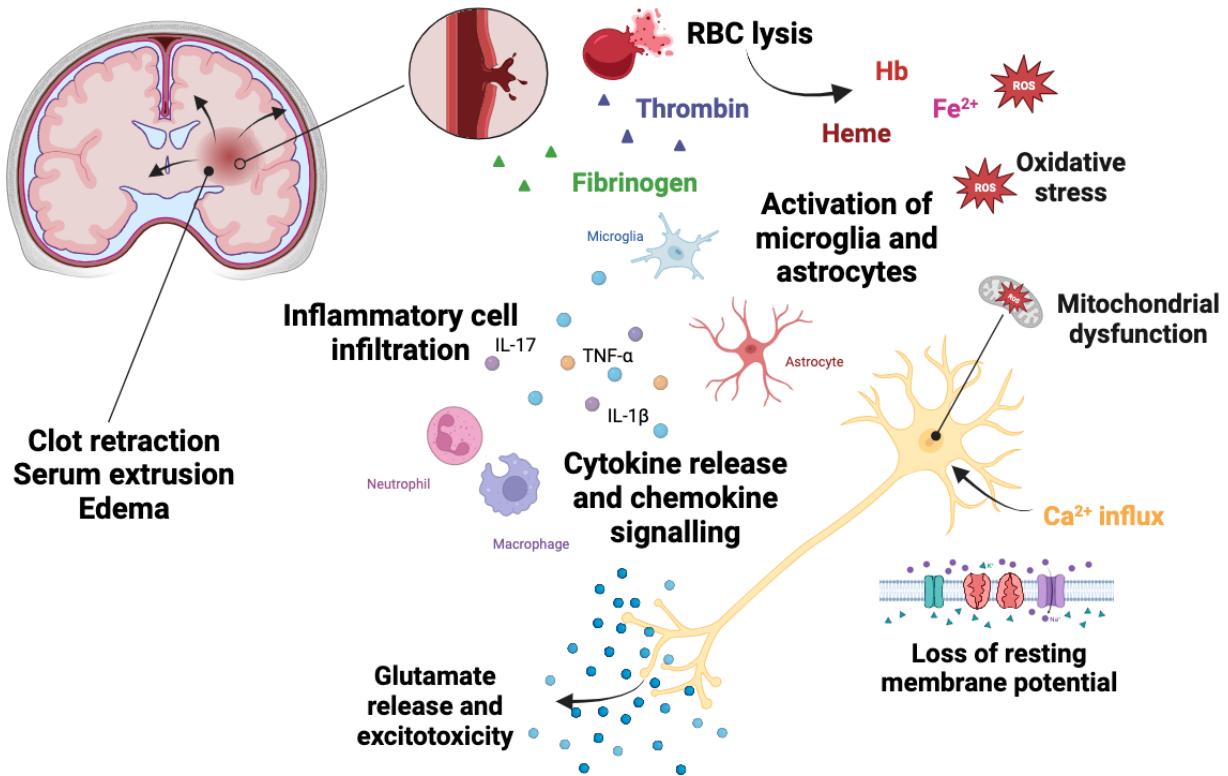 RBC lysis
Hb
ROS
Fe²⁺
Thrombin
Heme
Fibrinogen
Oxidative
stress
ROS
Activation of
microglia and
astrocytes
Microglia
Inflammatory cell
infiltration
IL-17
TNF-α
IL-1β
Astrocyte
ROS
Mitochondrial
dysfunction
Clot retraction
Serum extrusion
Edema
Neutrophil
Macrophage
Cytokine release
and chemokine
signalling
Ca²⁺ influx
K⁺
Na⁺
Loss of resting
membrane potential
Glutamate
release and
excitotoxicity